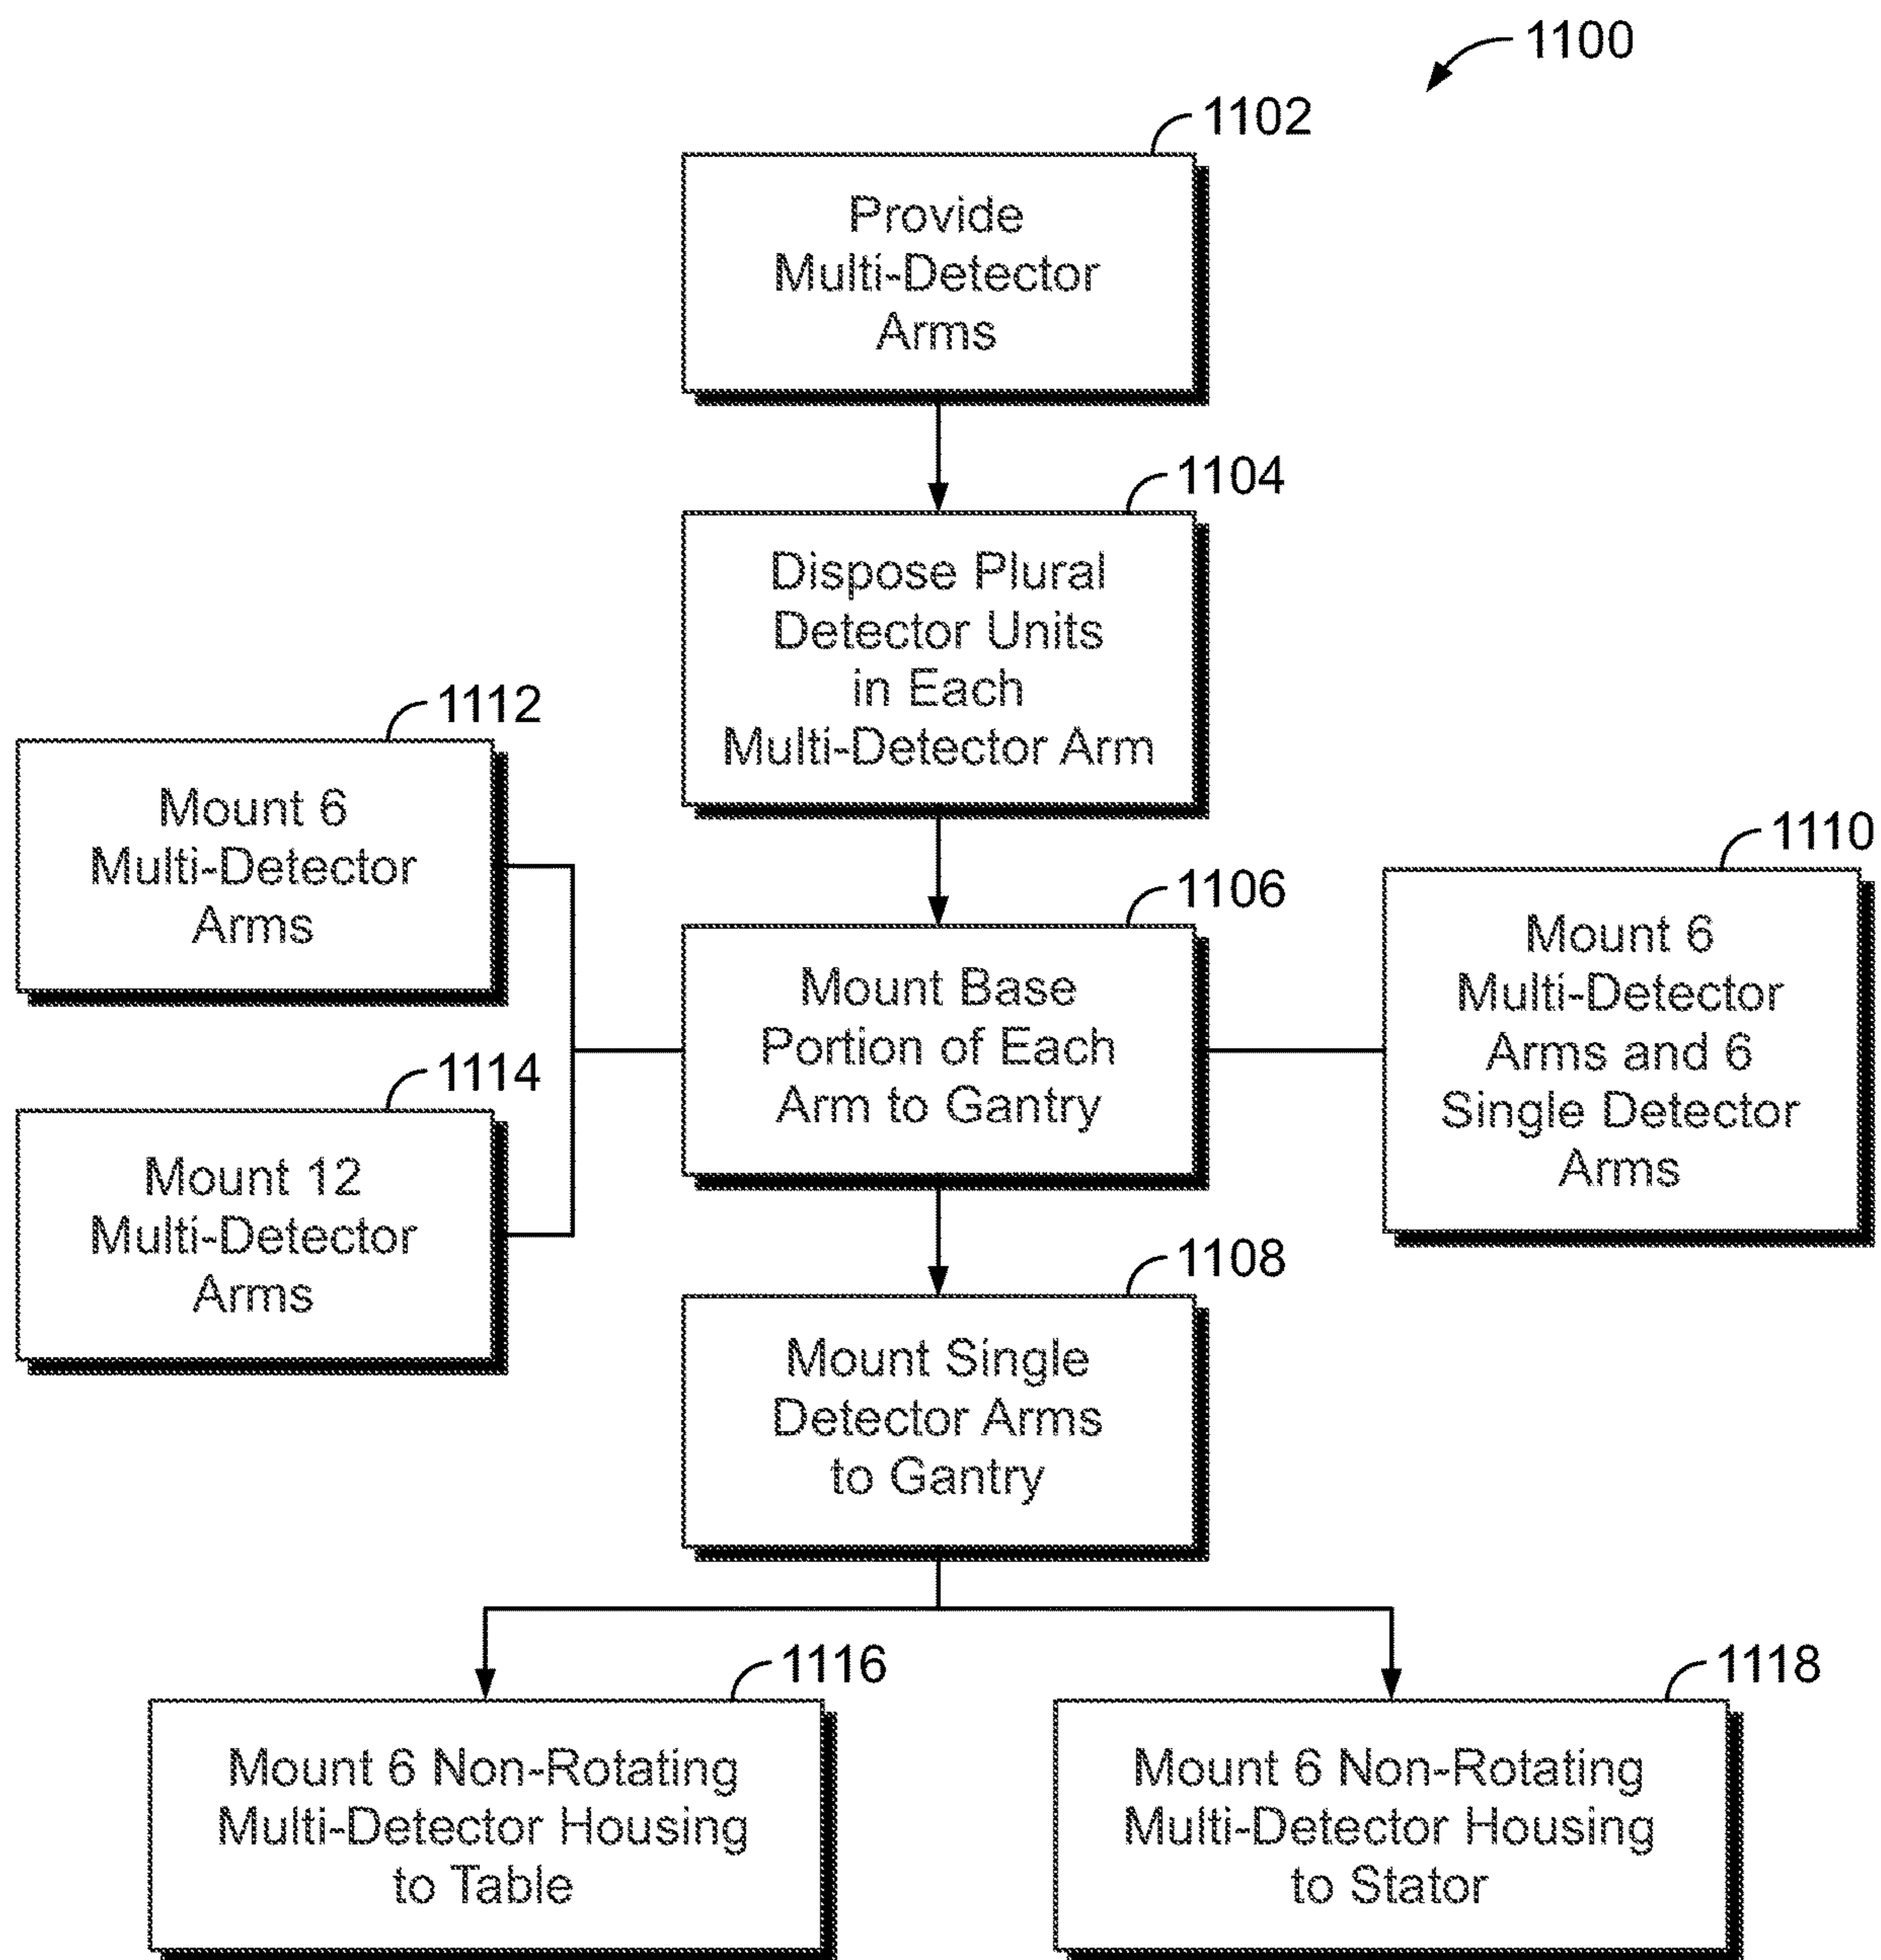 1100
1102
Provide
Multi-Detector
Arms
1104
Dispose Plural
Detector Units
in Each
Multi-Detector Arm
1112
Mount 6
Multi-Detector
Arms
1106
Mount Base
Portion of Each
Arm to Gantry
1110
Mount 6
Multi-Detector
Arms and 6
Single Detector
Arms
1114
Mount 12
Multi-Detector
Arms
1108
Mount Single
Detector Arms
to Gantry
1116
Mount 6 Non-Rotating
Multi-Detector Housing
to Table
1118
Mount 6 Non-Rotating
Multi-Detector Housing
to Stator